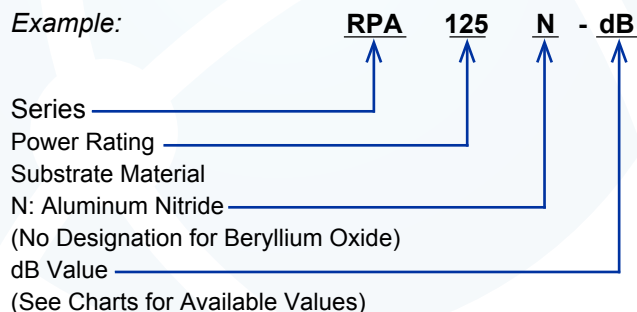 Example: RPA 125 N - dB
Series
Power Rating
Substrate Material
N: Aluminum Nitride
(No Designation for Beryllium Oxide)
dB Value
(See Charts for Available Values)